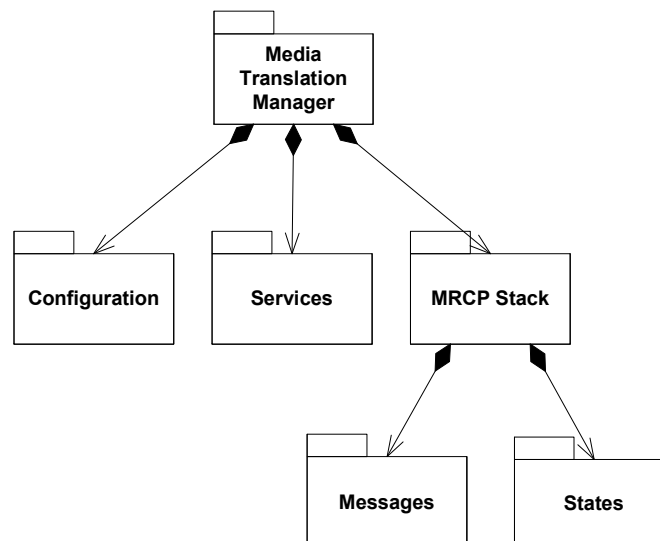 Media
Translation
Manager
Configuration
Services
MRCP Stack
Messages
States